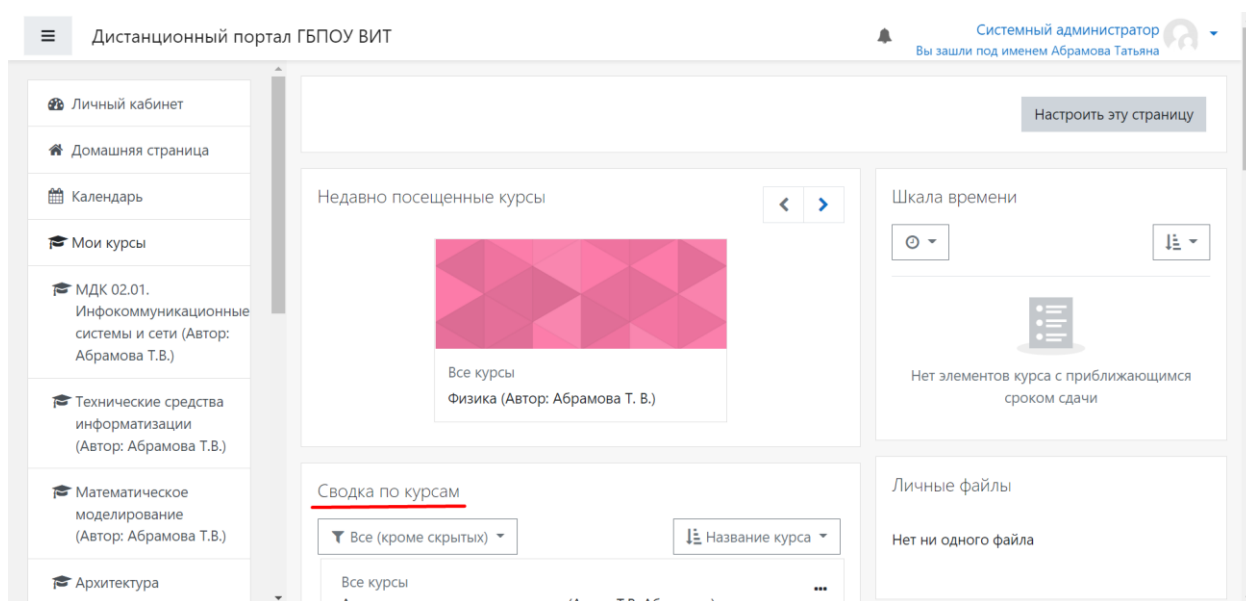 Дистанционный портал ГБПОУ ВИТ
Системный администратор
Вы зашли под именем Абрамова Татьяна
Личный кабинет
Домашняя страница
Календарь
Мои курсы
МДК 02.01.
Инфокоммуникационные
системы и сети (Автор:
Абрамова Т.В.)
Технические средства
информатизации
(Автор: Абрамова Т.В.)
Математическое
моделирование
(Автор: Абрамова Т.В.)
Архитектура
Настроить эту страницу
Недавно посещенные курсы
Все курсы
Физика (Автор: Абрамова Т. В.)
Сводка по курсам
Все (кроме скрытых)
Название курса
Все курсы
Шкала времени
Нет элементов курса с приближающимся
сроком сдачи
Личные файлы
Нет ни одного файла